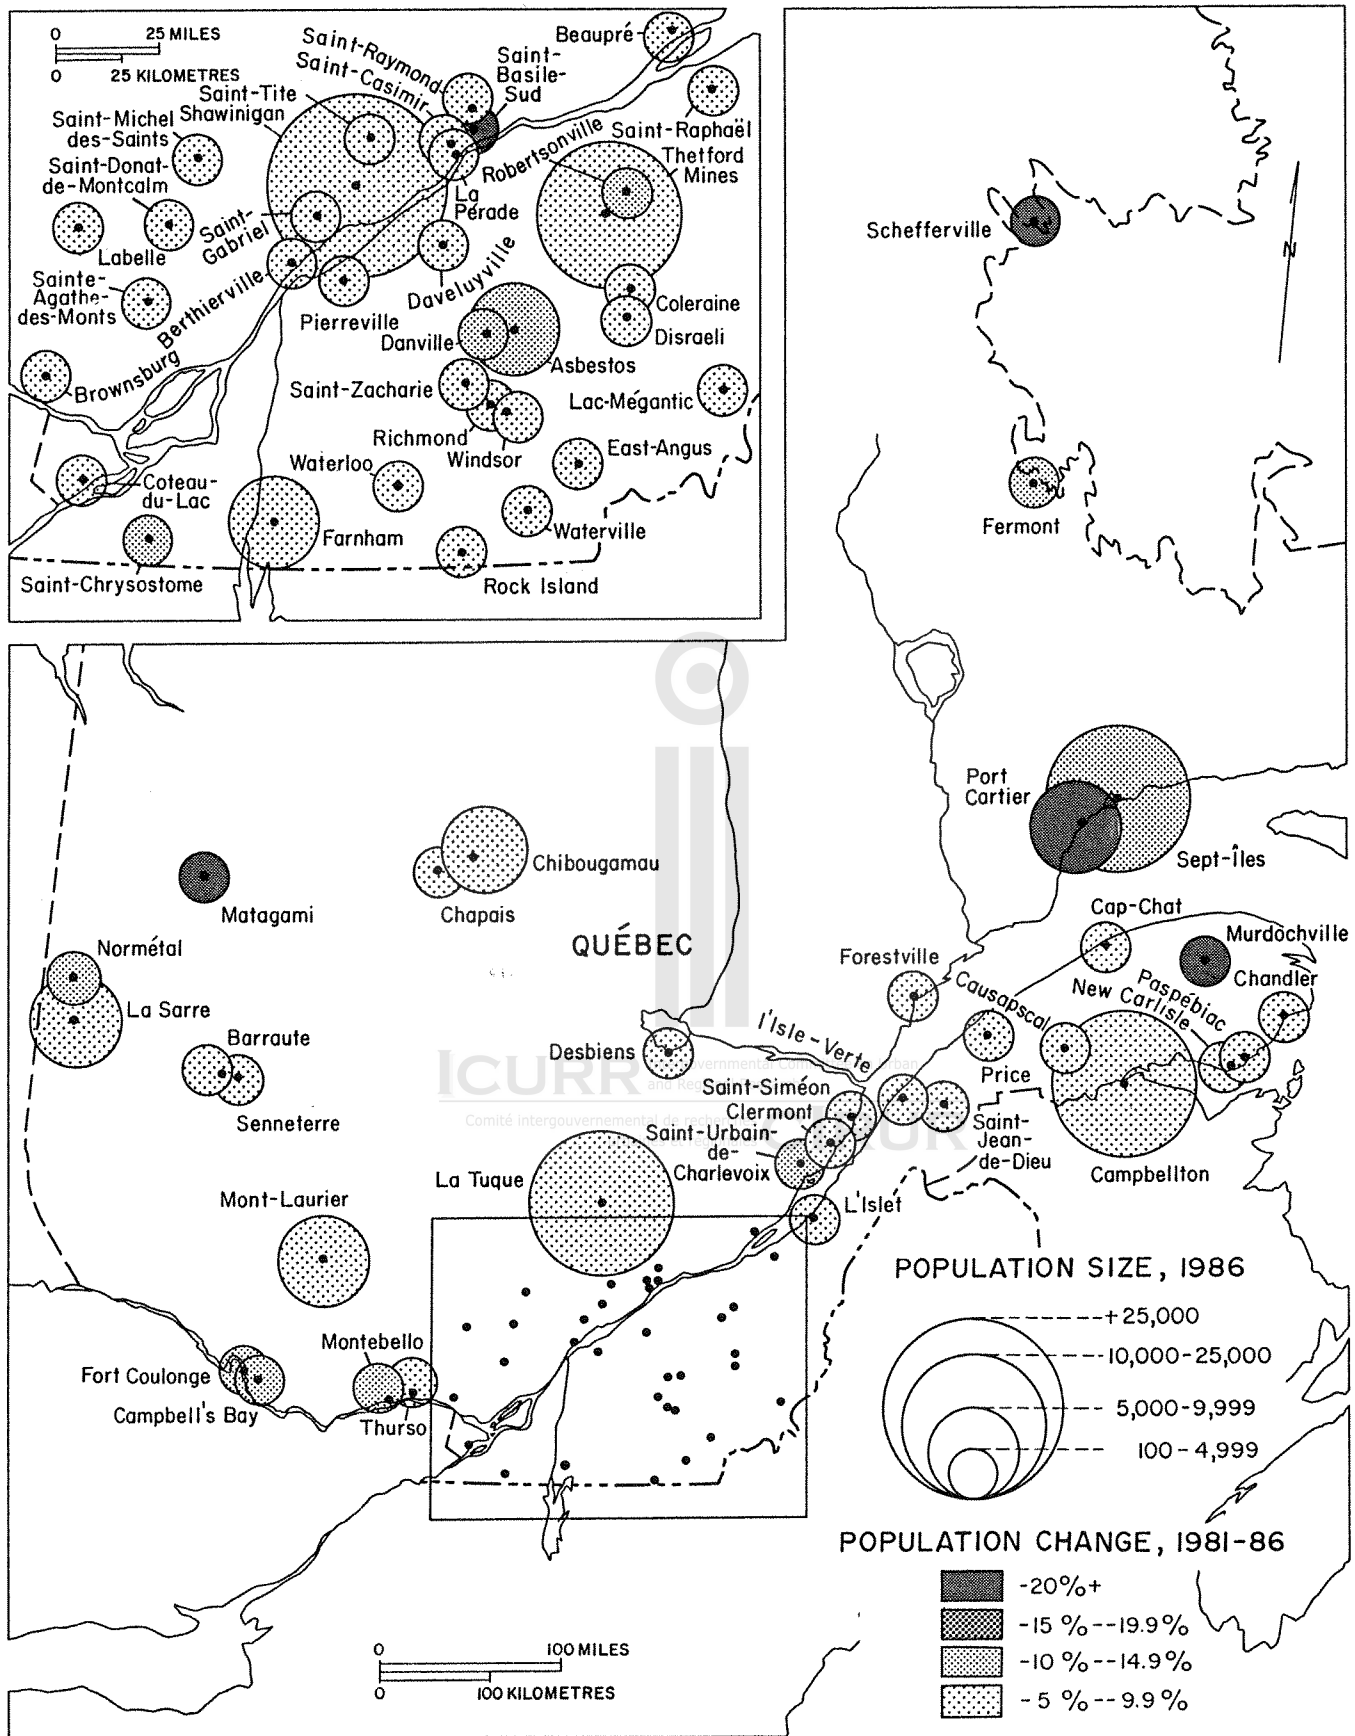 0 25 MILES
0 25 KILOMETRES
Beaupré
Saint-Raymond
Saint-Casimir
Saint-
Basile-
Sud
Saint-Tite
Shawinigan
Saint-Michel
des-Saints
Saint-Donat-
de-Montcalm
Labelle
Saint-
Gabriel
Sainte-
Agathe-
des-Monts
Berthierville
Brownsburg
Pierreville
La
Pérade
Daveluyville
Robertsonville
Saint-Raphaël
Thetford
Mines
Coleraine
Disraeli
Danville
Asbestos
Saint-Zacharie
Richmond
Windsor
Lac-Mégantic
East-Angus
Waterloo
Waterville
Coteau-
du-Lac
Farnham
Saint-Chrysostome
Rock Island
Schefferville
N
Fermont
Port
Cartier
Sept-Îles
Chibougamau
Chapais
Matagami
QUÉBEC
Normétal
La Sarre
Barraute
Senneterre
Cap-Chat
Murdochville
Chandler
Paspébiac
New Carlisle
Causapscal
Forestville
Price
Desbiens
l'Isle-Verte
Saint-Siméon
Clermont
Saint-Urbain-
de-
Charlevoix
Saint-
Jean-
de-Dieu
Campbellton
La Tuque
L'Islet
Mont-Laurier
Montebello
Thurso
Fort Coulonge
Campbell's Bay
ICURR
and Reg
Comité intergouvernemental de recherche
POPULATION SIZE, 1986
+25,000
10,000-25,000
5,000-9,999
100-4,999
POPULATION CHANGE, 1981-86
-20%+
-15 %--19.9%
-10 %--14.9%
-5 %--9.9%
0 100 MILES
0 100 KILOMETRES